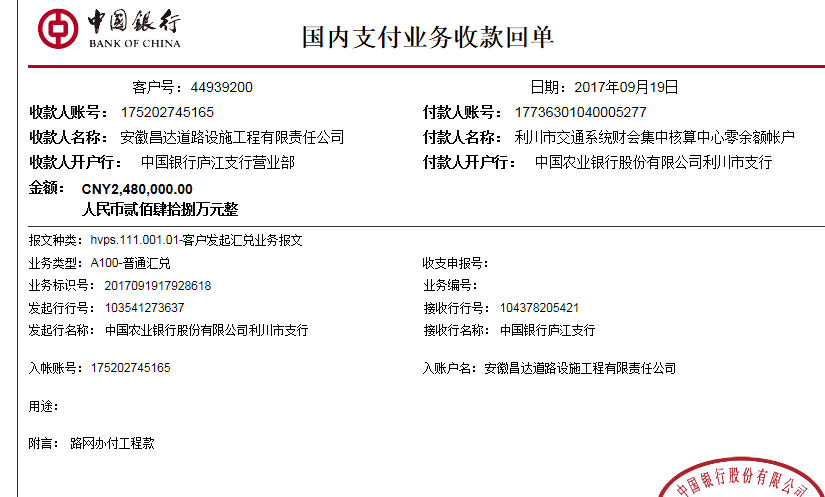 中国银行
BANK OF CHINA
国内支付业务收款回单
客户号：44939200 日期：2017年09月19日
收款人账号：175202745165 付款人账号：17736301040005277
收款人名称：安徽昌达道路设施工程有限责任公司 付款人名称：利川市交通系统财会集中核算中心零余额帐户
收款人开户行：中国银行庐江支行营业部 付款人开户行：中国农业银行股份有限公司利川市支行
金额：CNY2,480,000.00
人民币贰佰肆拾捌万元整
报文种类：hvps.111.001.01-客户发起汇兑业务报文
业务类型：A100-普通汇兑 收支申报号：
业务标识号：2017091917928618 业务编号：
发起行行号：103541273637 接收行行号：104378205421
发起行名称：中国农业银行股份有限公司利川市支行 接收行名称：中国银行庐江支行
入帐账号：175202745165 入账户名：安徽昌达道路设施工程有限责任公司
用途：
附言：路网办付工程款
中国银行股份有限公司